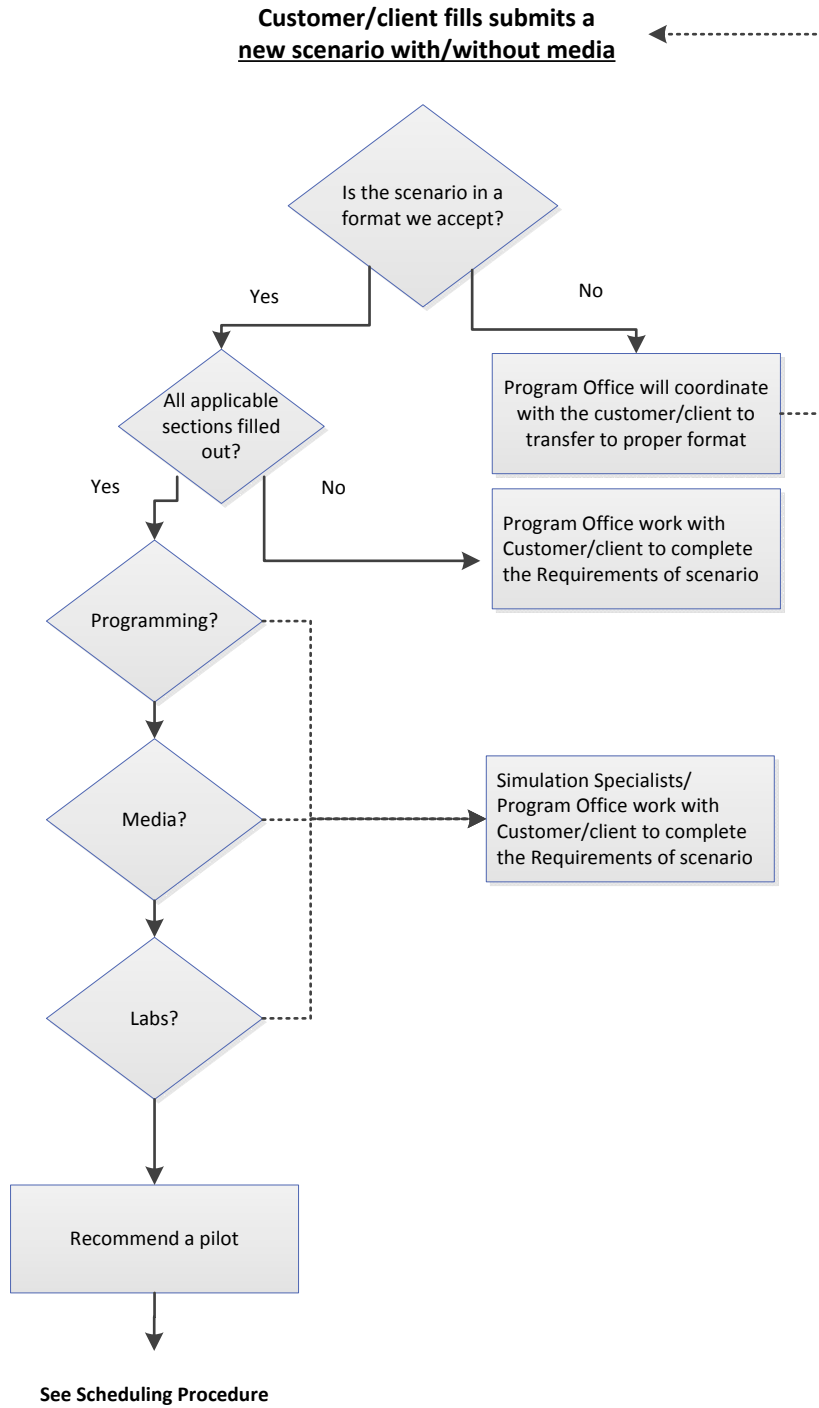 Customer/client fills submits a
new scenario with/without media
Is the scenario in a
format we accept?
Yes
No
All applicable
sections filled
out?
Program Office will coordinate
with the customer/client to
transfer to proper format
Yes
No
Program Office work with
Customer/client to complete
the Requirements of scenario
Programming?
Media?
Simulation Specialists/
Program Office work with
Customer/client to complete
the Requirements of scenario
Labs?
Recommend a pilot
See Scheduling Procedure